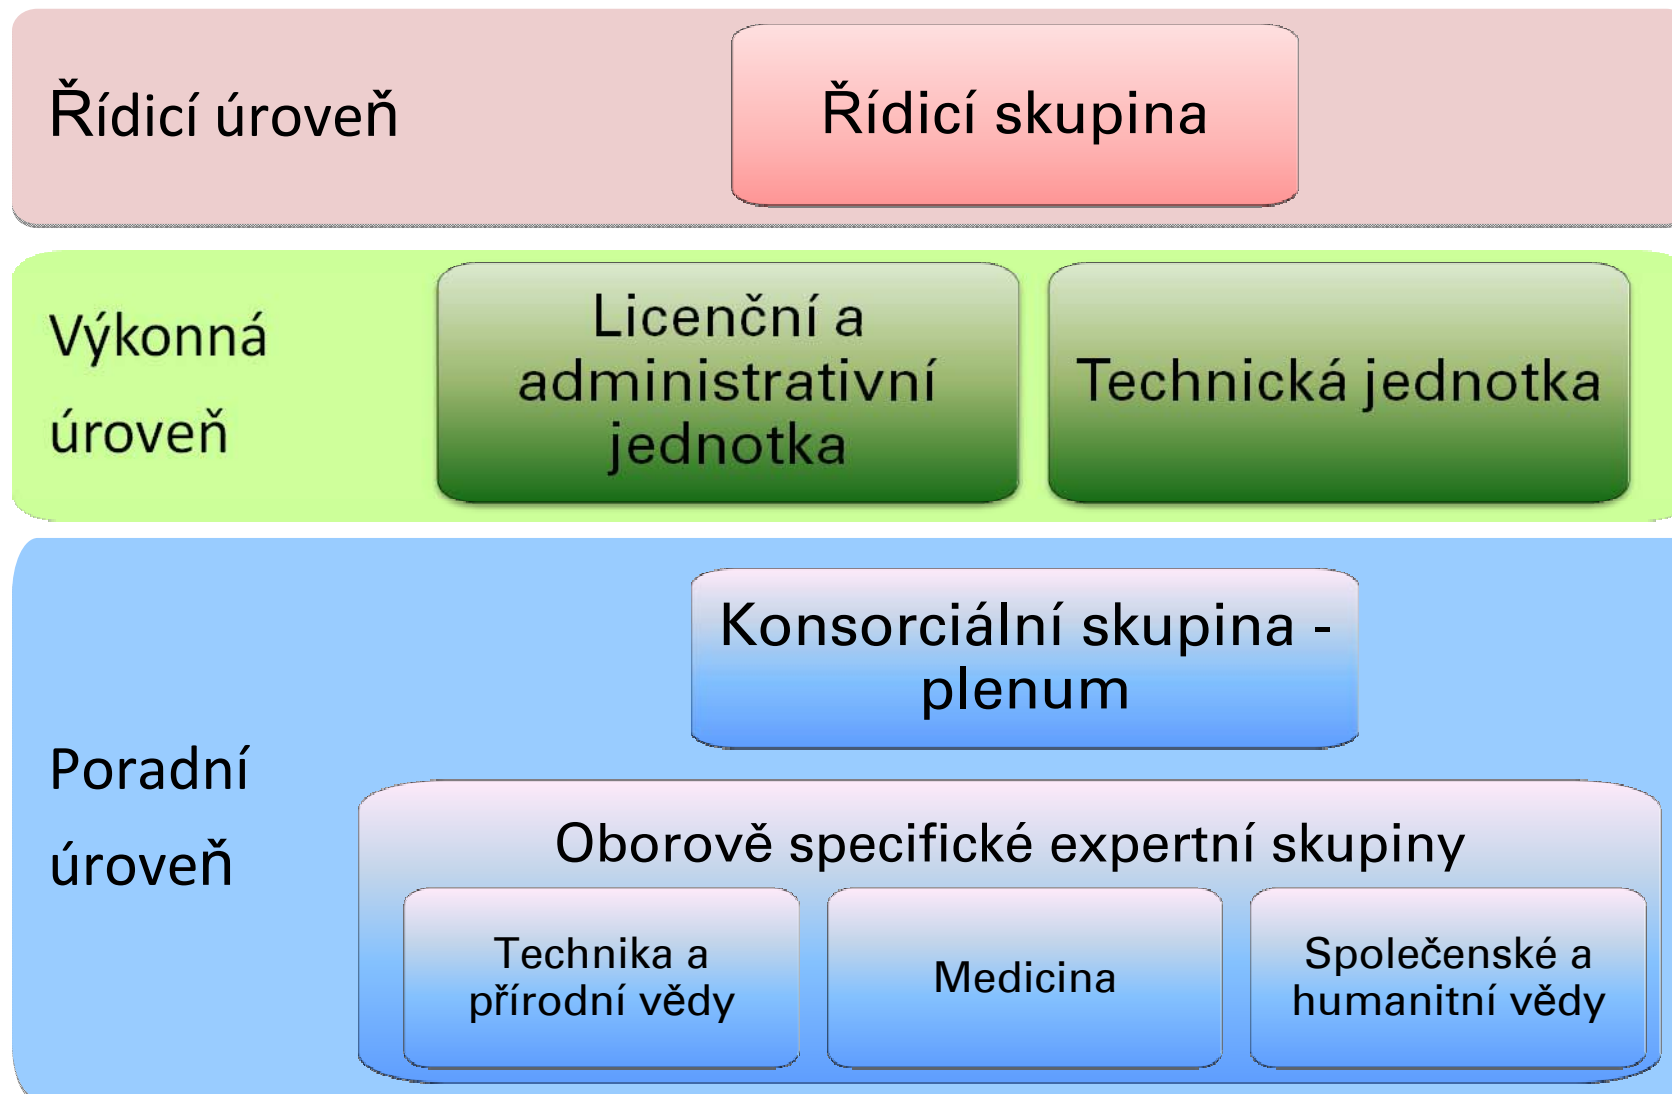 Řídicí úroveň
Řídicí skupina
Výkonná
úroveň
Licenční a
administrativní
jednotka
Technická jednotka
Poradní
úroveň
Konsorciální skupina -
plenum
Oborově specifické expertní skupiny
Technika a
přírodní vědy
Medicina
Společenské a
humanitní vědy